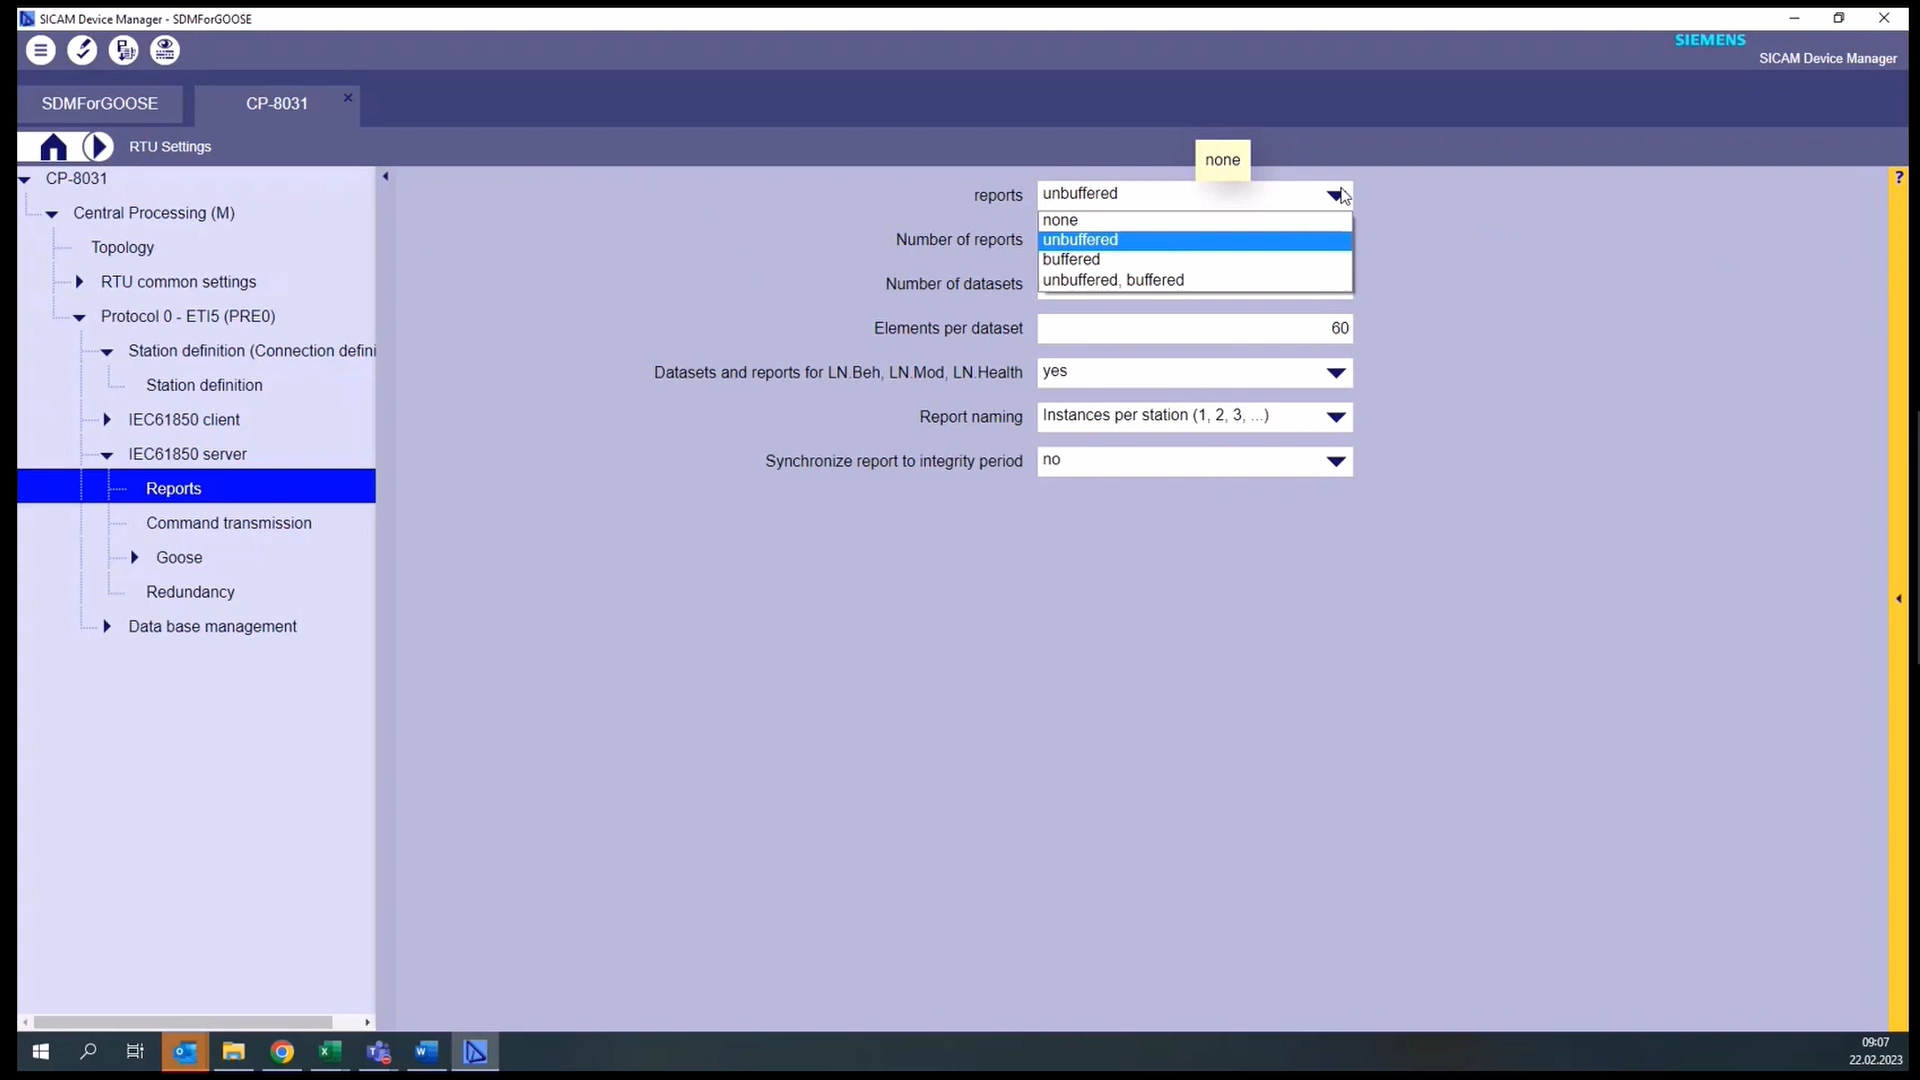 SICAM Device Manager - SDMForGOOSE
SIEMENS
SICAM Device Manager
SDMForGOOSE
CP-8031
RTU Settings
none
CP-8031
Central Processing (M)
Topology
RTU common settings
Protocol 0 - ETI5 (PRE0)
Station definition (Connection defini
Station definition
IEC61850 client
IEC61850 server
Reports
Command transmission
Goose
Redundancy
Data base management
reports
unbuffered
none
unbuffered
buffered
unbuffered, buffered
Number of reports
Number of datasets
Elements per dataset
60
Datasets and reports for LN.Beh, LN.Mod, LN.Health
yes
Report naming
Instances per station (1, 2, 3, ...)
Synchronize report to integrity period
no
?
09:07
22.02.2023